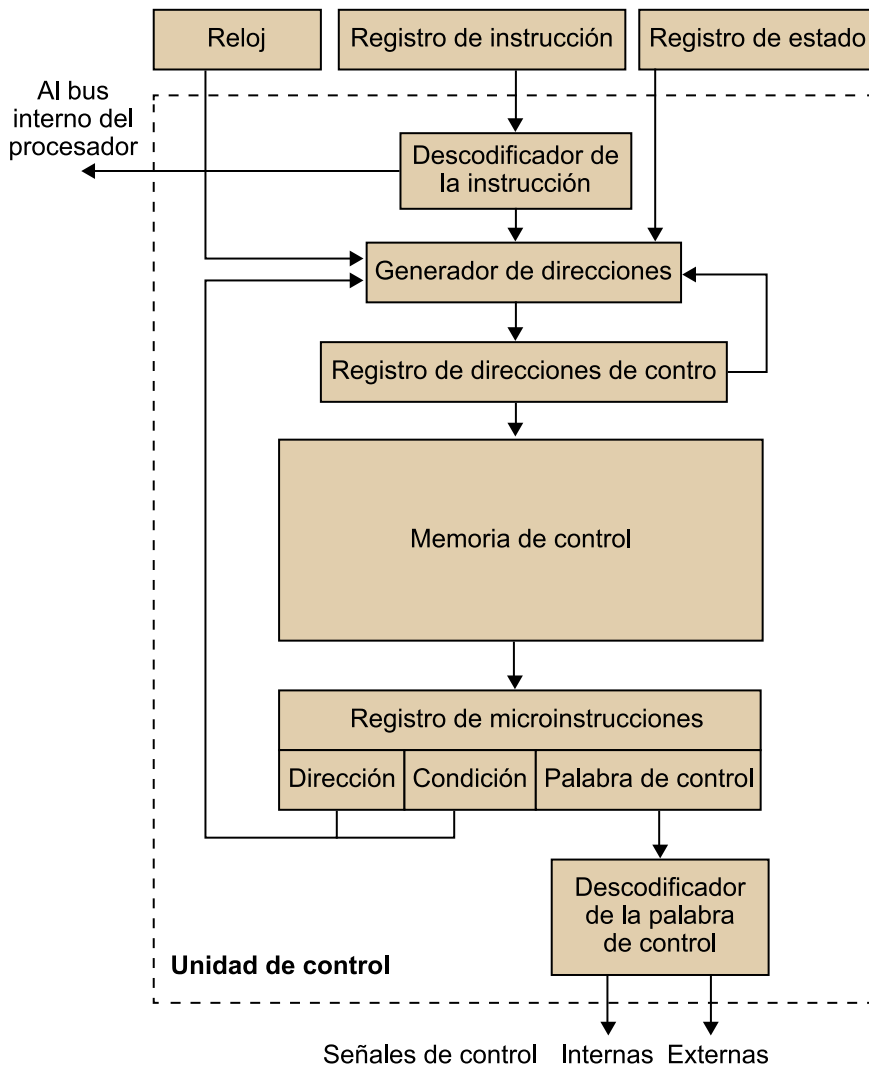 Reloj
Registro de instrucción
Registro de estado
Al bus
interno del
procesador
Descodificador de
la instrucción
Generador de direcciones
Registro de direcciones de contro
Memoria de control
Registro de microinstrucciones
Dirección
Condición
Palabra de control
Descodificador
de la palabra
de control
Unidad de control
Señales de control
Internas
Externas